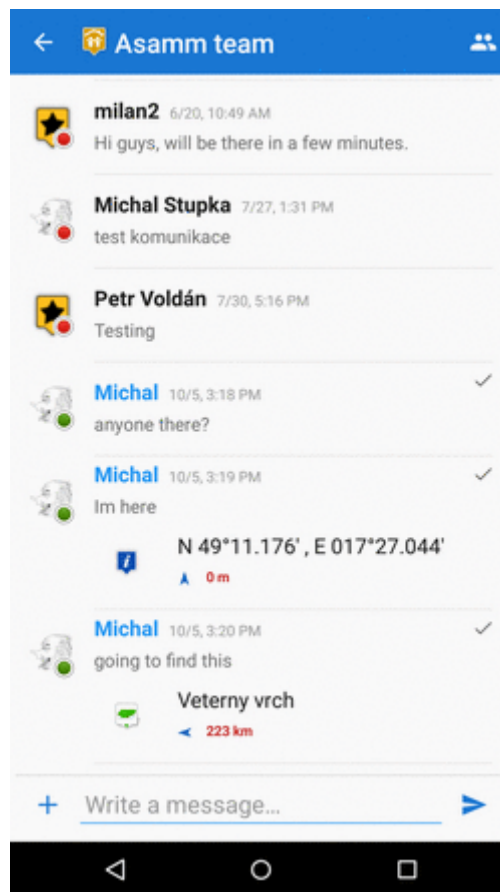 Asamm team
milan2 6/20, 10:49 AM
Hi guys, will be there in a few minutes.
Michal Stupka 7/27, 1:31 PM
test komunikace
Petr Voldán 7/30, 5:16 PM
Testing
Michal 10/5, 3:18 PM
anyone there?
Michal 10/5, 3:19 PM
Im here
N 49°11.176' , E 017°27.044'
0 m
Michal 10/5, 3:20 PM
going to find this
Veterny vrch
223 km
Write a message...